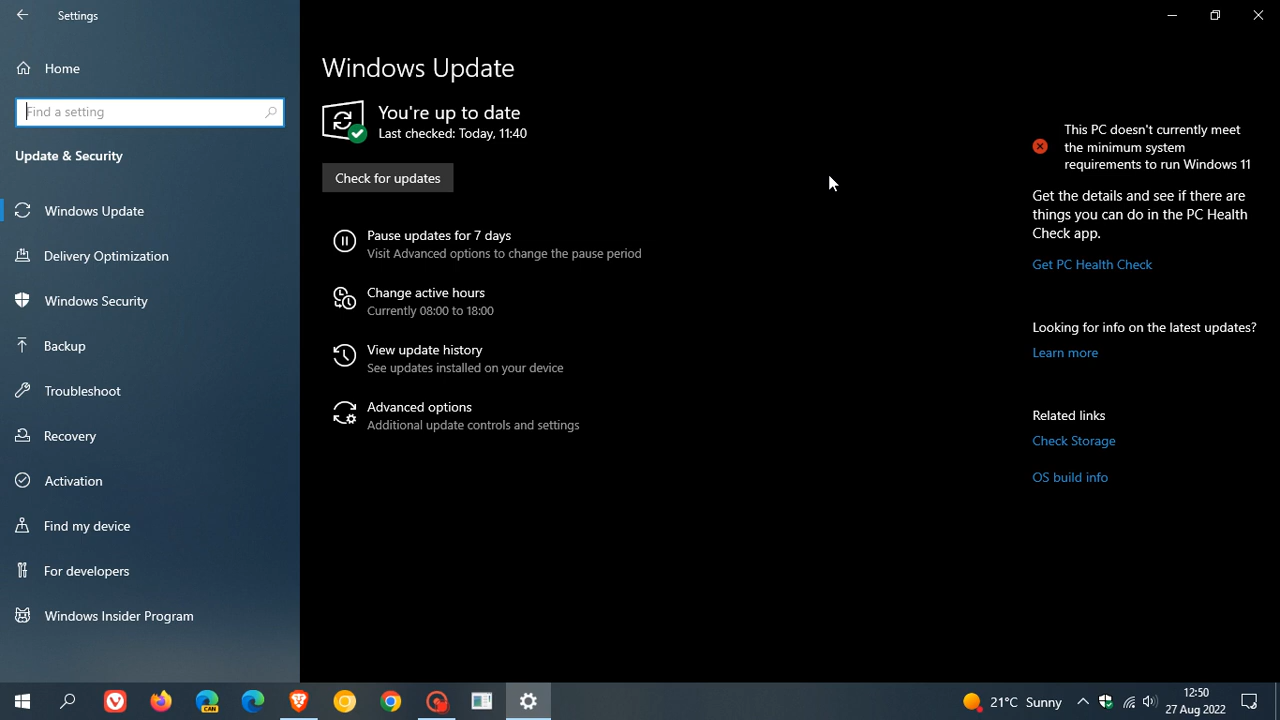 Settings
Home
Find a setting
Update & Security
Windows Update
Delivery Optimization
Windows Security
Backup
Troubleshoot
Recovery
Activation
Find my device
For developers
Windows Insider Program
Windows Update
You're up to date
Last checked: Today, 11:40
Check for updates
Pause updates for 7 days
Visit Advanced options to change the pause period
Change active hours
Currently 08:00 to 18:00
View update history
See updates installed on your device
Advanced options
Additional update controls and settings
This PC doesn't currently meet
the minimum system
requirements to run Windows 11
Get the details and see if there are
things you can do in the PC Health
Check app.
Get PC Health Check
Looking for info on the latest updates?
Learn more
Related links
Check Storage
OS build info
CAN
21°C Sunny
12:50
27 Aug 2022